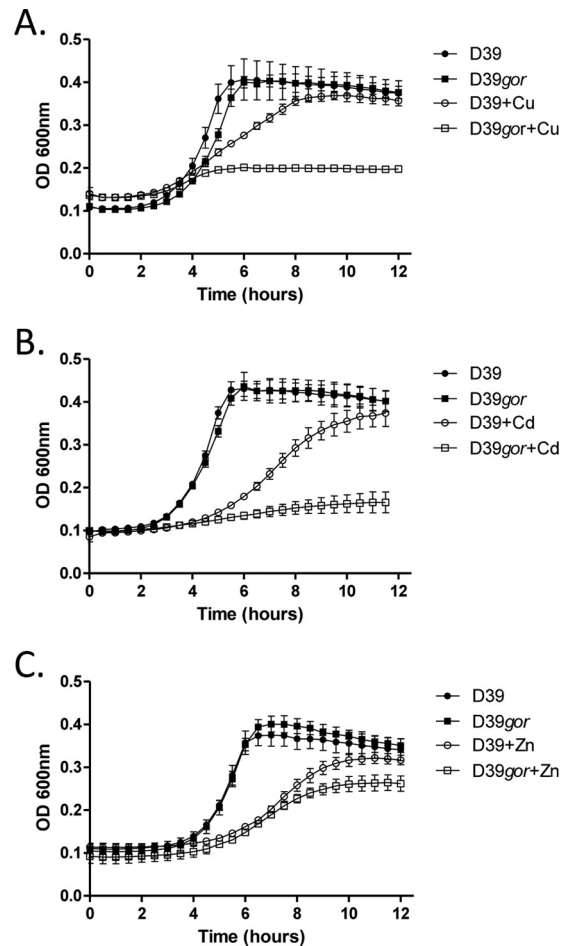 A.
0.5
0.4
0.3
0.2
0.1
0.0
OD 600nm
0 2 4 6 8 10 12
Time (hours)
D39
D39gor
D39+Cu
D39gor+Cu
B.
0.5
0.4
0.3
0.2
0.1
0.0
OD 600nm
0 2 4 6 8 10 12
Time (hours)
D39
D39gor
D39+Cd
D39gor+Cd
C.
0.5
0.4
0.3
0.2
0.1
0.0
OD 600nm
0 2 4 6 8 10 12
Time (hours)
D39
D39gor
D39+Zn
D39gor+Zn